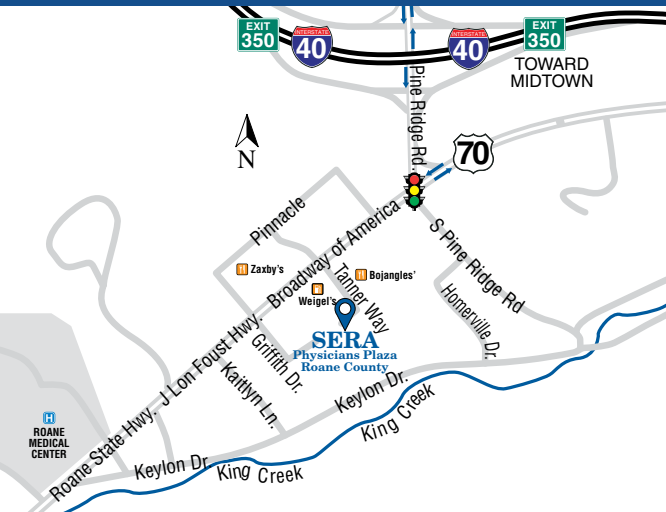 EXIT
350
INTERSTATE
40
INTERSTATE
40
EXIT
350
TOWARD
MIDTOWN
Pine Ridge Rd.
N
70
Pinnacle
Broadway of America
S Pine Ridge Rd
Zaxby's
Bojangles'
Weigel's
Tanner Way
Homerville Dr.
SERA
Physicians Plaza
Roane County
Griffith Dr.
Kaitlyn Ln.
J Lon Foust Hwy.
Roane State Hwy.
Keylon Dr.
King Creek
H
ROANE
MEDICAL
CENTER
Keylon Dr.
King Creek